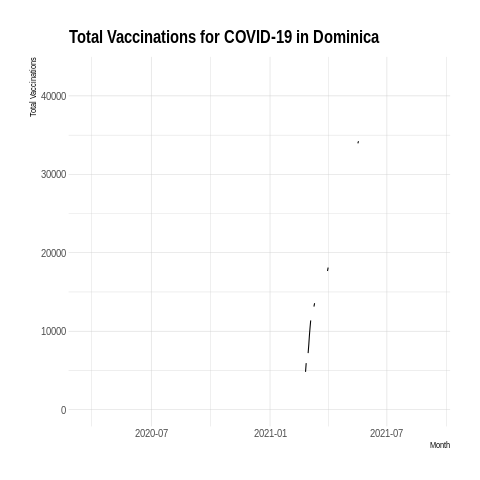 Total Vaccinations for COVID-19 in Dominica
Total Vaccinations
40000
30000
20000
10000
0
2020-07 2021-01 2021-07
Month